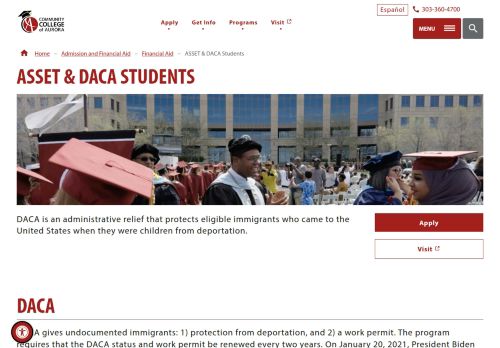 COMMUNITY
COLLEGE
of AURORA
Apply
Get Info
Programs
Visit
Español
303-360-4700
MENU
Home
Admission and Financial Aid
Financial Aid
ASSET & DACA Students
ASSET & DACA STUDENTS
DACA is an administrative relief that protects eligible immigrants who came to the
United States when they were children from deportation.
Apply
Visit
DACA
gives undocumented immigrants: 1) protection from deportation, and 2) a work permit. The program
requires that the DACA status and work permit be renewed every two years. On January 20, 2021, President Biden